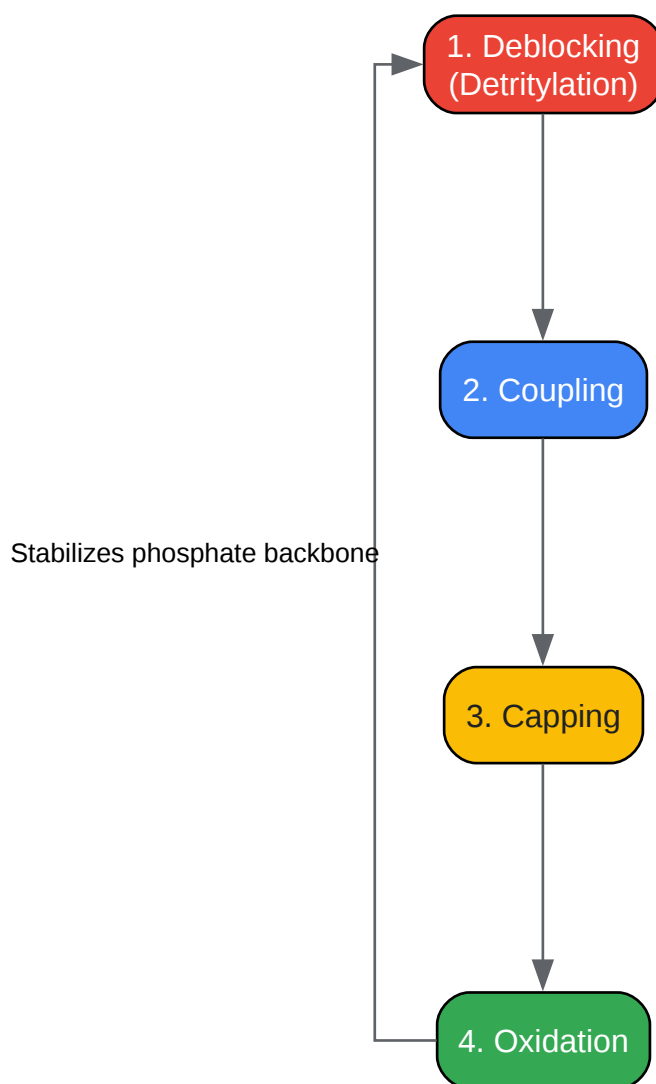 1. Deblocking
(Detritylation)
2. Coupling
Stabilizes phosphate backbone
3. Capping
4. Oxidation